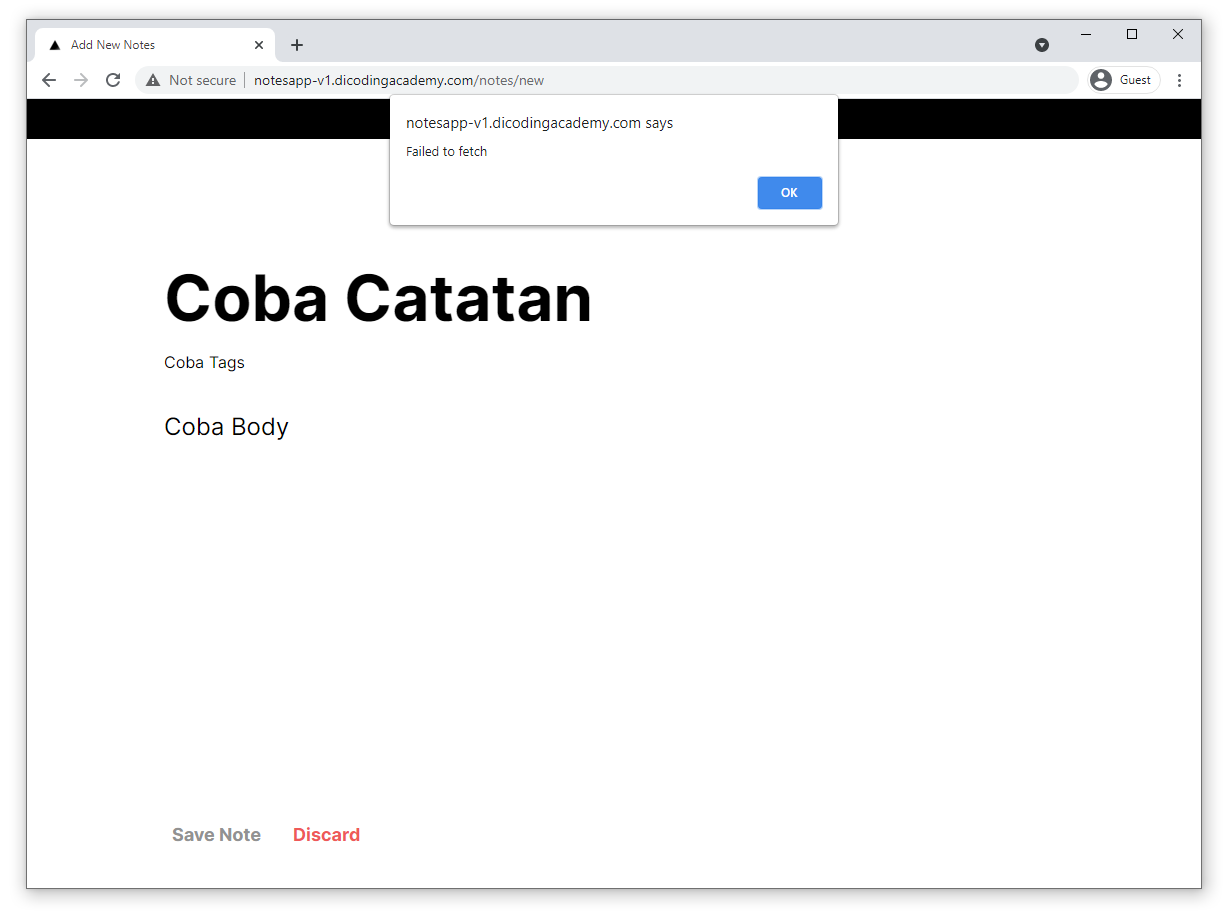 Add New Notes
Not secure
notesapp-v1.dicodingacademy.com/notes/new
Guest
notesapp-v1.dicodingacademy.com says
Failed to fetch
OK
Coba Catatan
Coba Tags
Coba Body
Save Note
Discard